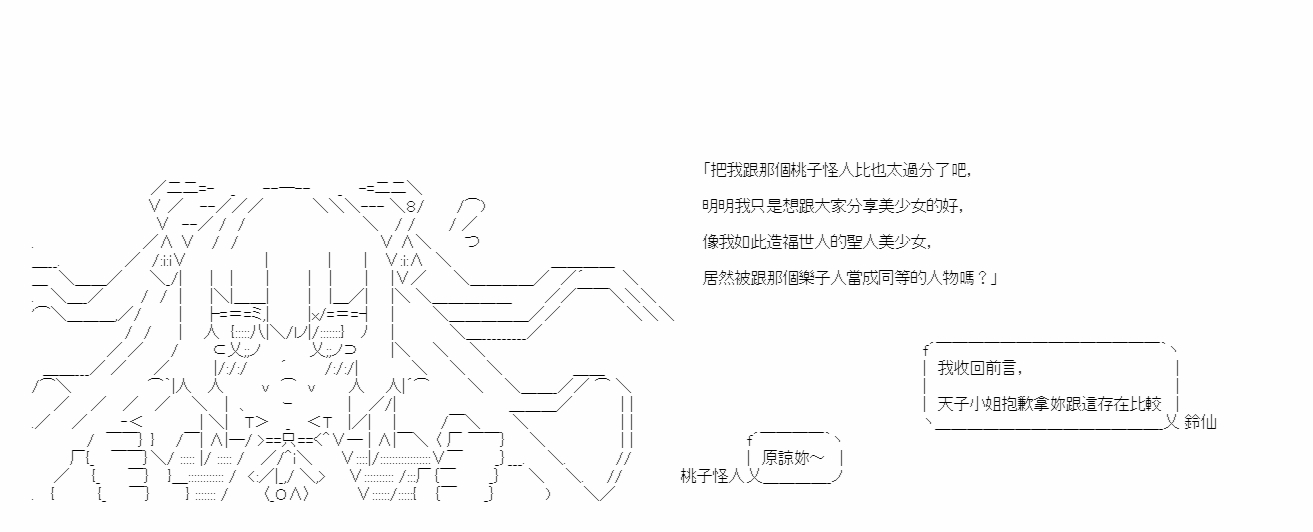 「把我跟那個桃子怪人比也太過分了吧,
明明我只是想跟大家分享美少女的好,
像我如此造福世人的聖人美少女,
居然被跟那個樂子人當成同等的人物嗎？」
我收回前言,
天子小姐抱歉拿妳跟這存在比較
鈴仙
原諒妳～
桃子怪人